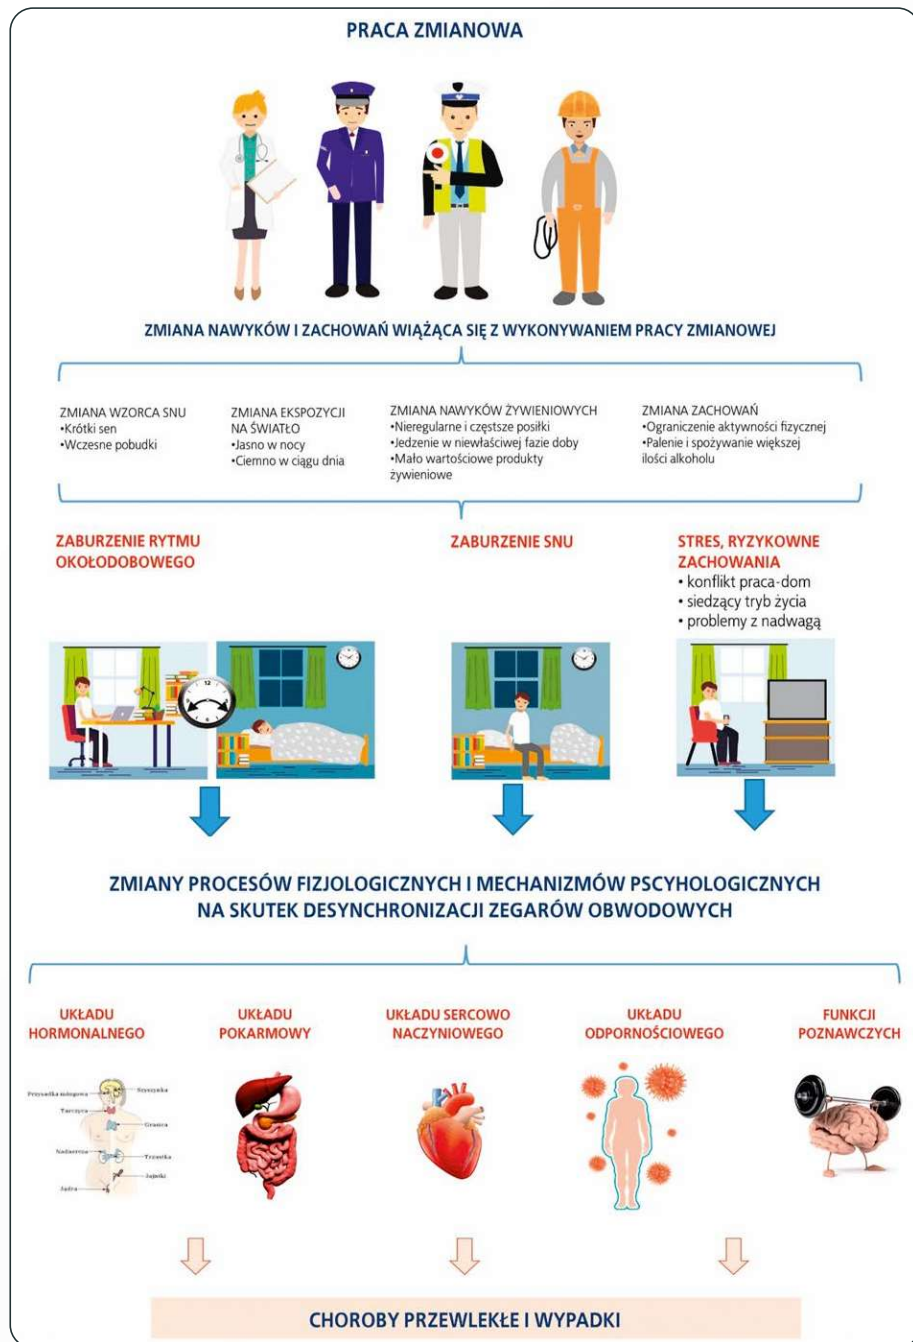 PRACA ZMIANOWA
ZMIANA NAWYKÓW I ZACHOWAŃ WIĄŻĄCA SIĘ Z WYKONYWANIEM PRACY ZMIANOWEJ
ZMIANA WZORCA SNU
•Krótki sen
•Wczesne pobudki
ZMIANA EKSPOZYCJI
NA ŚWIATŁO
•Jasno w nocy
•Ciemno w ciągu dnia
ZMIANA NAWYKÓW ŻYWIENIOWYCH
•Nieregularne i częstsze posiłki
•Jedzenie w niewłaściwej fazie doby
•Mało wartościowe produkty
żywieniowe
ZMIANA ZACHOWAŃ
•Ograniczenie aktywności fizycznej
•Palenie i spożywanie większej
ilości alkoholu
ZABURZENIE RYTMU
OKOŁODOBOWEGO
ZABURZENIE SNU
STRES, RYZYKOWNE
ZACHOWANIA
• konflikt praca-dom
• siedzący tryb życia
• problemy z nadwagą
12
ZMIANY PROCESÓW FIZJOLOGICZNYCH I MECHANIZMÓW PSCYHOLOGICZNYCH
NA SKUTEK DESYNCHRONIZACJI ZEGARÓW OBWODOWYCH
UKŁADU
HORMONALNEGO
UKŁADU
POKARMOWY
UKŁADU SERCOWO
NACZYNIOWEGO
UKŁADU
ODPORNOŚCIOWEGO
FUNKCJI
POZNAWCZYCH
Przysadka mózgowa
Szyszynka
Tarczyca
Grasica
Nadnercza
Trzustka
Jajniki
Jądra
CHOROBY PRZEWLEKŁE I WYPADKI